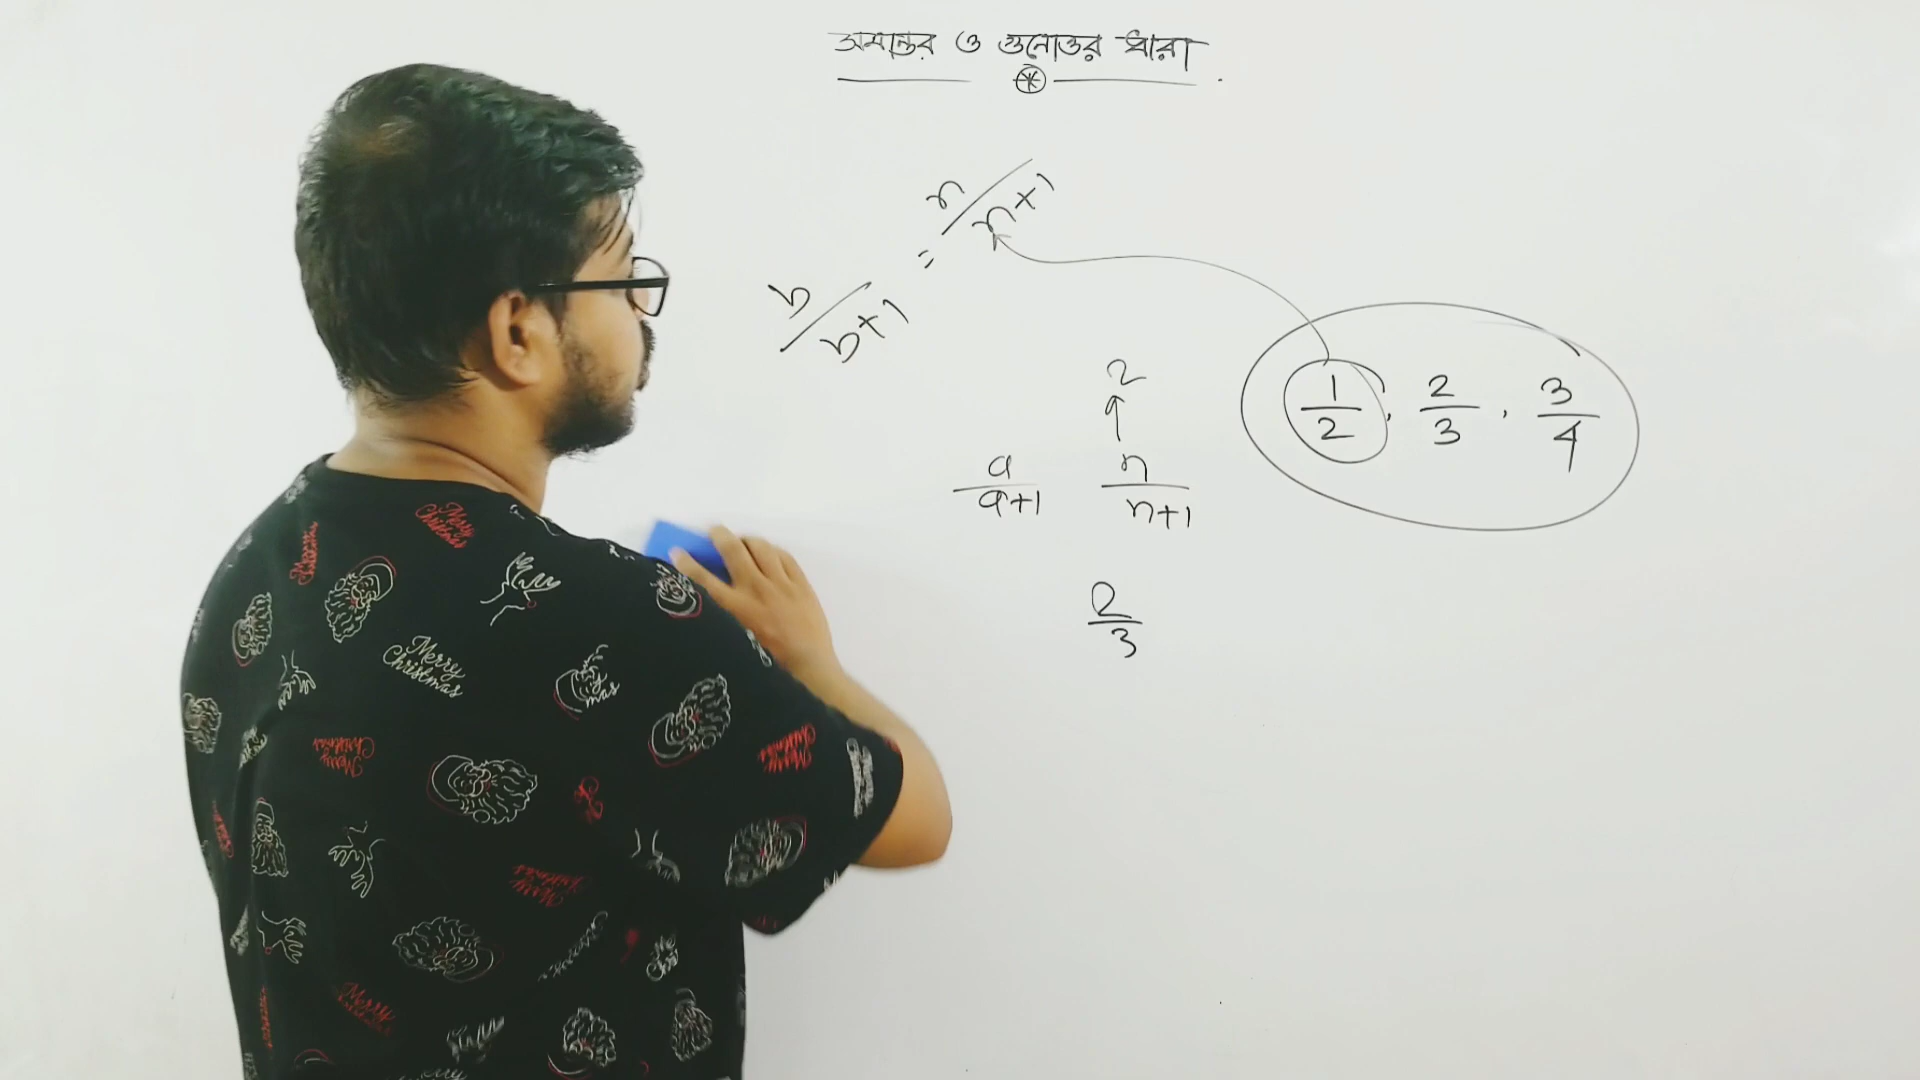 সমান্তর ও গুনোত্তর ধারা
n/n+1
=
b/b+1
1/2, 2/3, 3/4
2
a/a+1 n/n+1
2/3
Merry Christmas
Merry Christmas